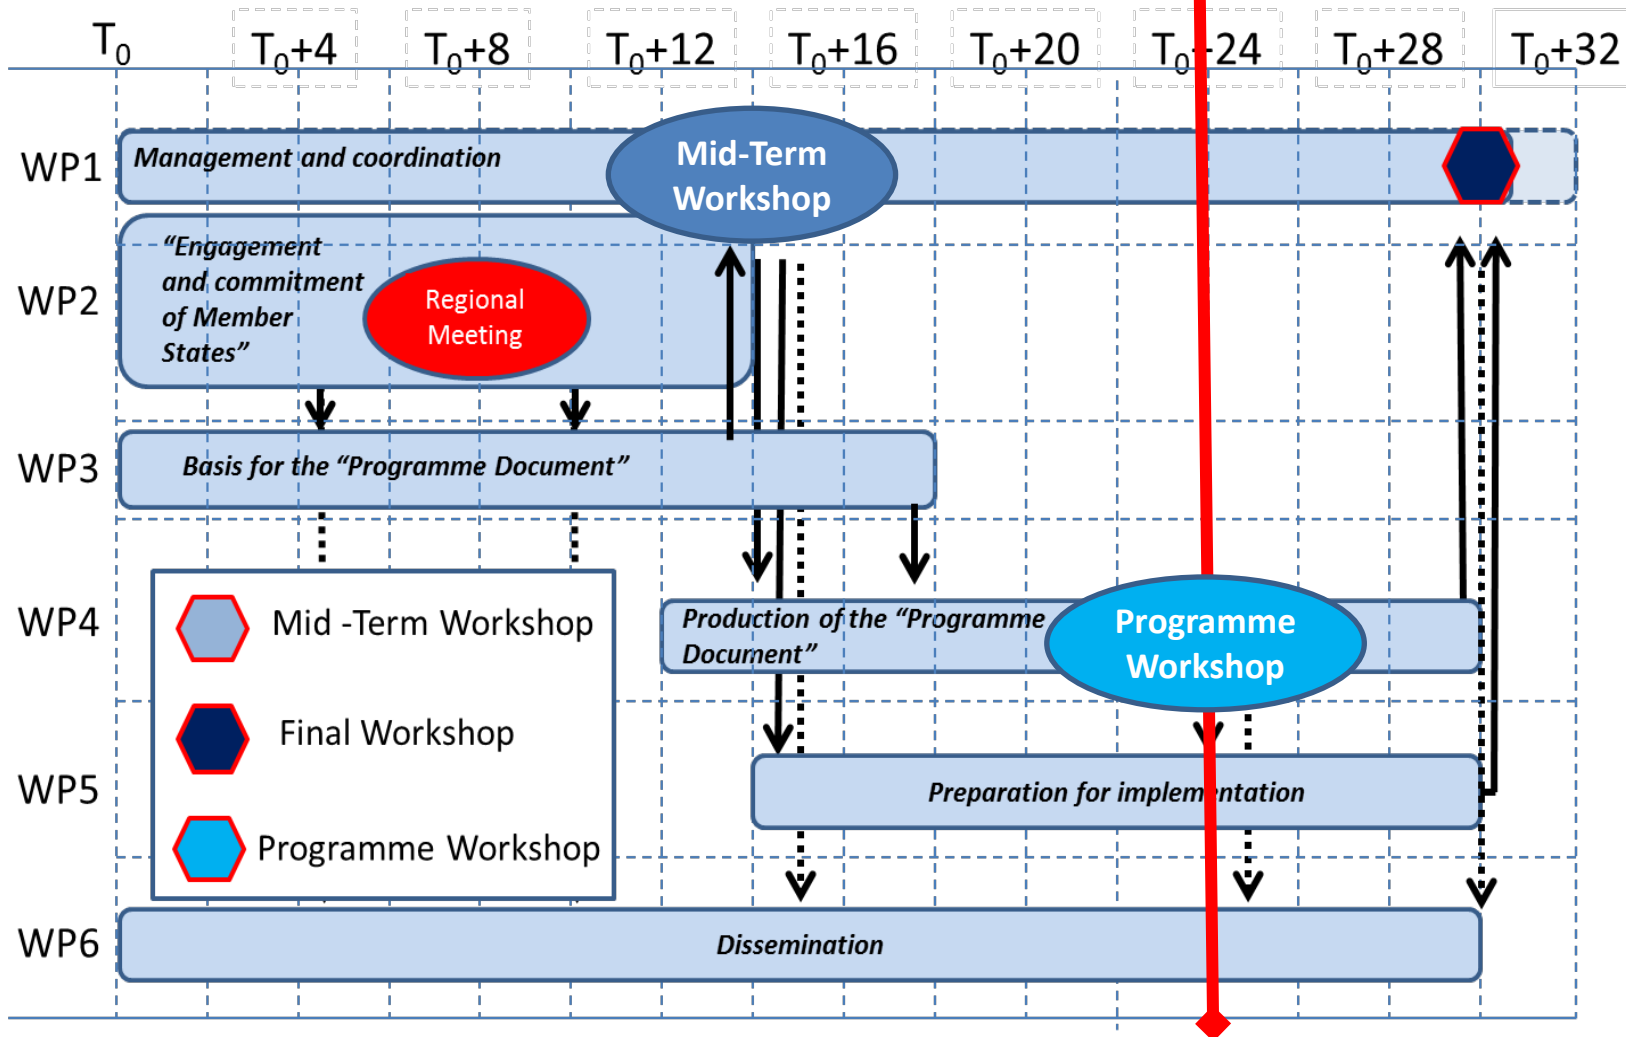 T0 T0+4 T0+8 T0+12 T0+16 T0+20 T0+24 T0+28 T0+32
WP1
Management and coordination
Mid-Term
Workshop
WP2
“Engagement
and commitment
of Member
States”
Regional
Meeting
WP3
Basis for the “Programme Document”
WP4
Production of the “Programme
Document”
Programme
Workshop
Mid -Term Workshop
Final Workshop
Programme Workshop
WP5
Preparation for implementation
WP6
Dissemination